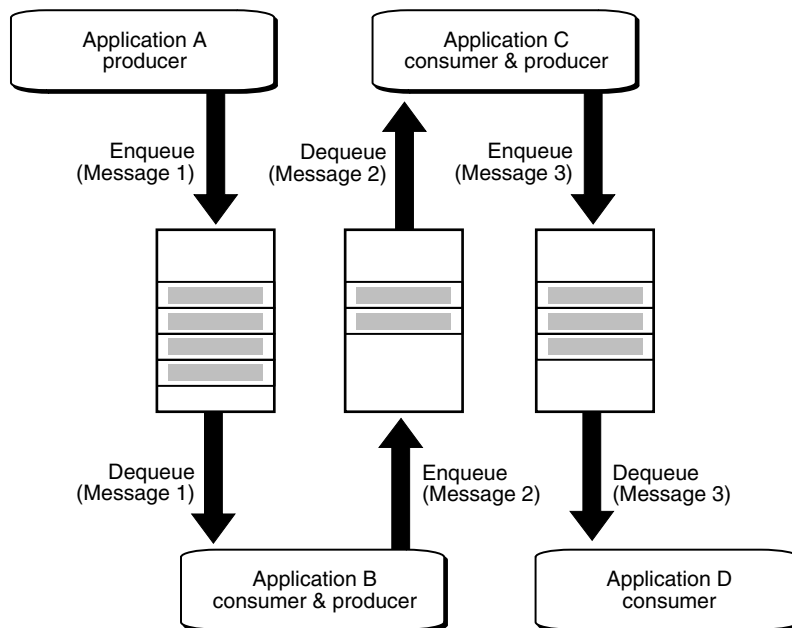 Application A
producer
Application C
consumer & producer
Enqueue
(Message 1)
Dequeue
(Message 2)
Enqueue
(Message 3)
Dequeue
(Message 1)
Enqueue
(Message 2)
Dequeue
(Message 3)
Application B
consumer & producer
Application D
consumer